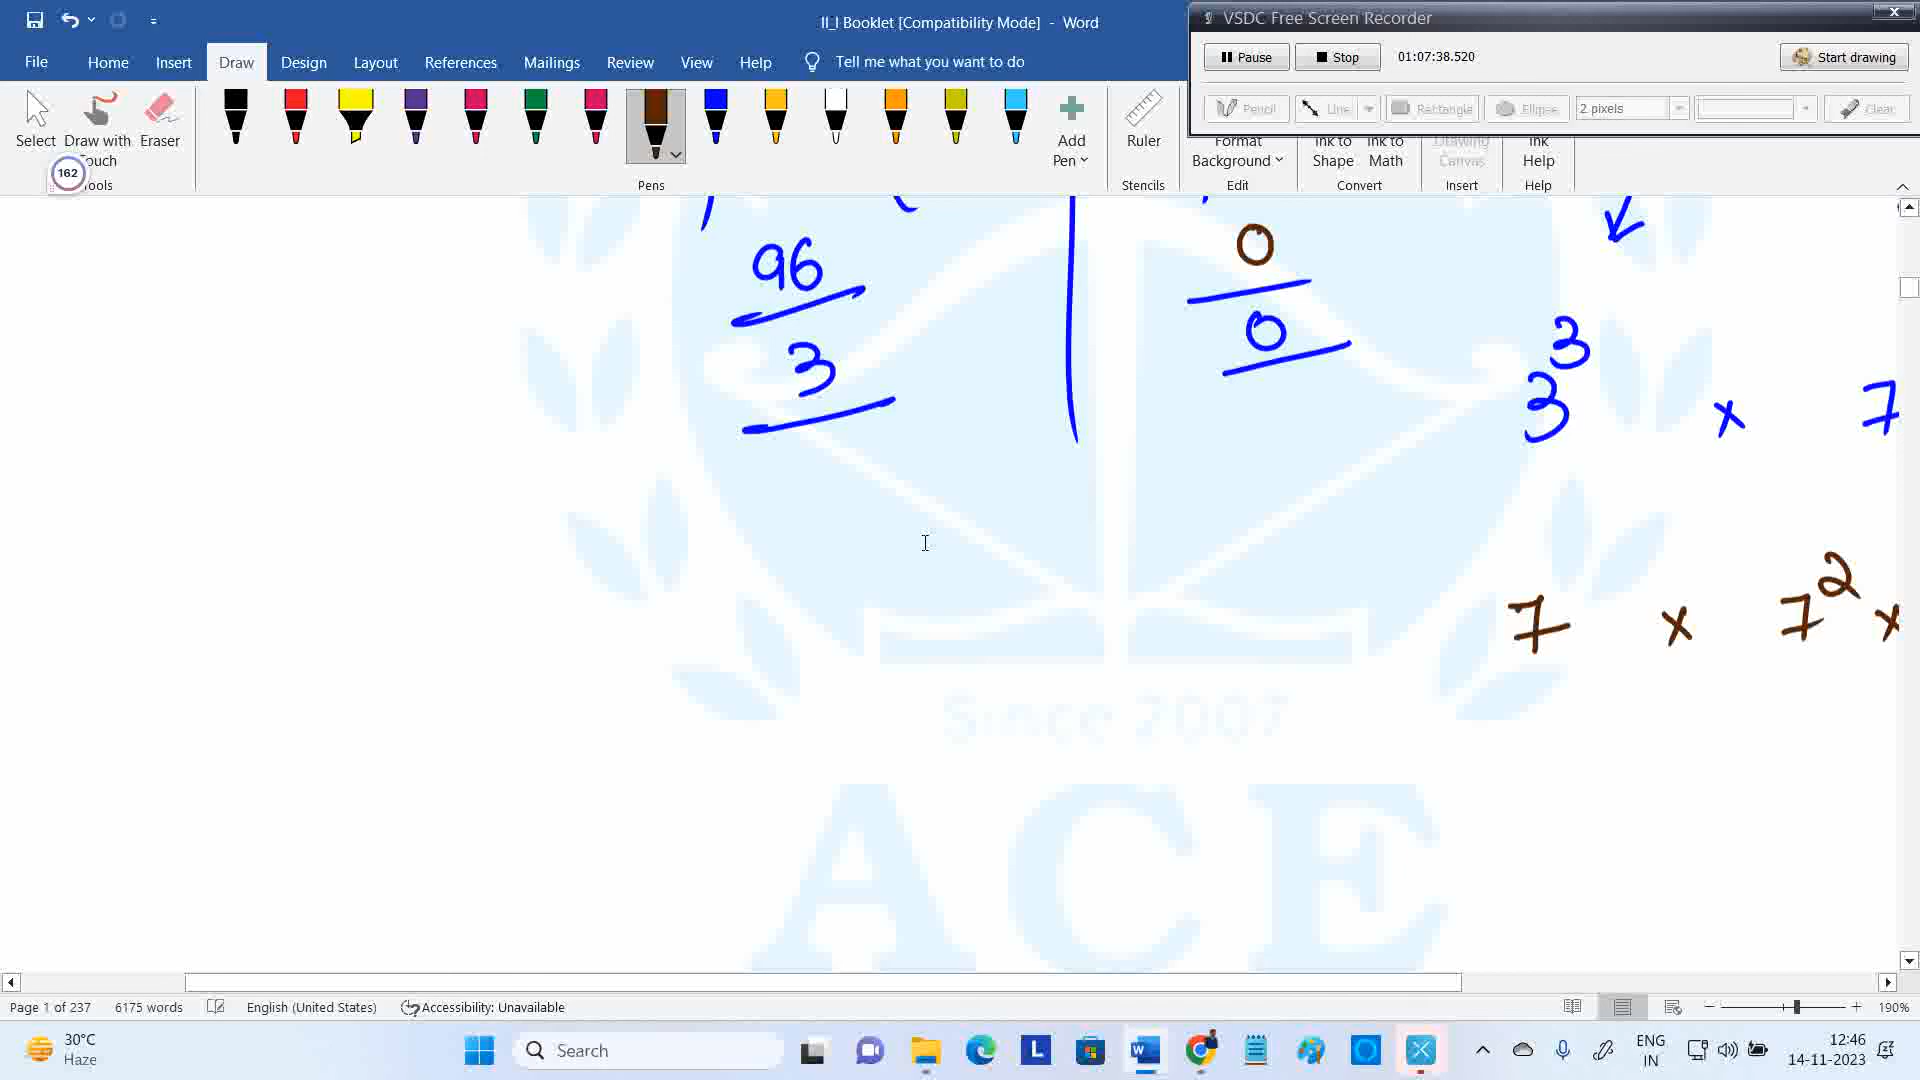 II_I Booklet [Compatibility Mode] - Word
VSDC Free Screen Recorder
Pause
Stop
01:07:38.520
Start drawing
File
Home
Insert
Draw
Design
Layout
References
Mailings
Review
View
Help
Tell me what you want to do
Pencil
Line
Rectangle
Ellipse
2 pixels
Clear
Select
Draw with Touch
Eraser
Add Pen
Ruler
Format Background
Ink to Shape
Ink to Math
Drawing Canvas
Ink Help
162
Tools
Pens
Stencils
Edit
Convert
Insert
Help
96
3
0
0
3³ × 7
7 × 7² ×
Since 2007
ACE
Page 1 of 237
6175 words
English (United States)
Accessibility: Unavailable
190%
30°C
Haze
Search
ENG
IN
12:46
14-11-2023